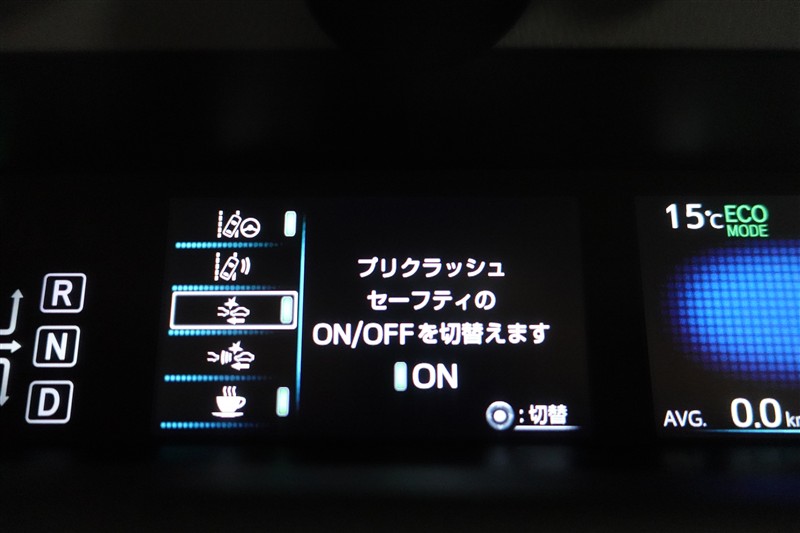 R
N
D
プリクラッシュ
セーフティの
ON/OFFを切替えます
ON
:切替
15℃
ECO
MODE
AVG. 0.0 km